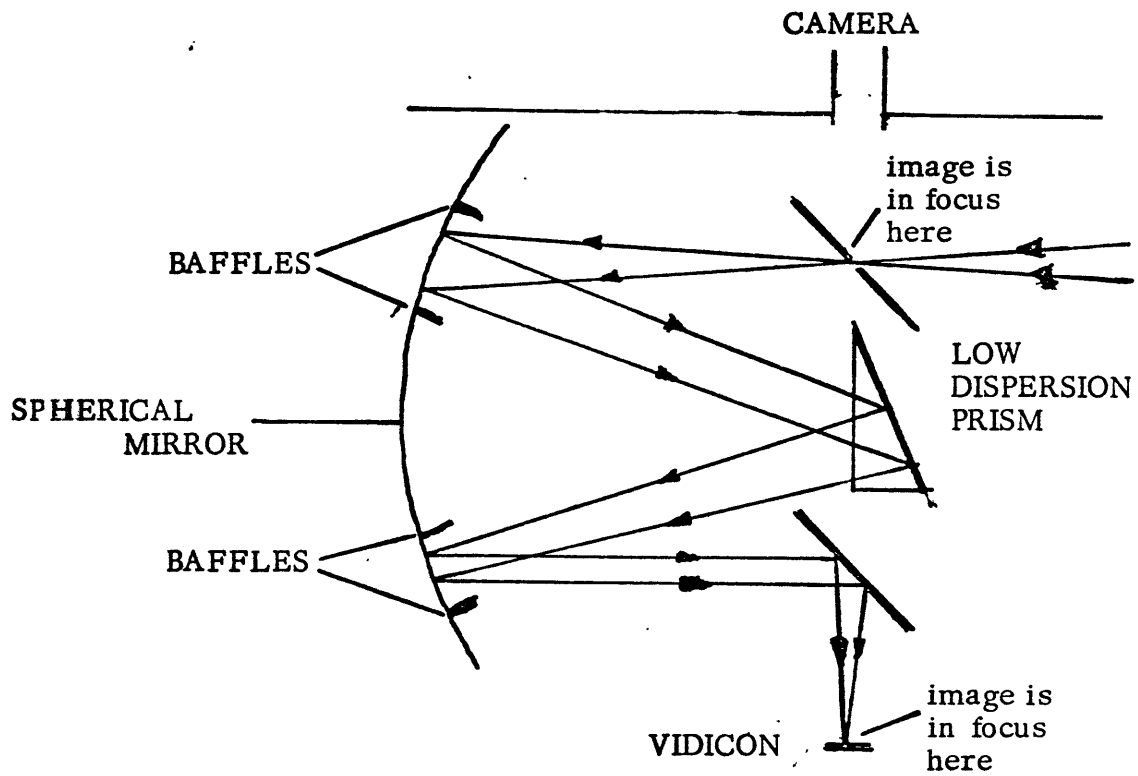 CAMERA
image is
in focus
here
BAFFLES
LOW
DISPERSION
PRISM
SPHERICAL
MIRROR
BAFFLES
image is
in focus
here
VIDICON